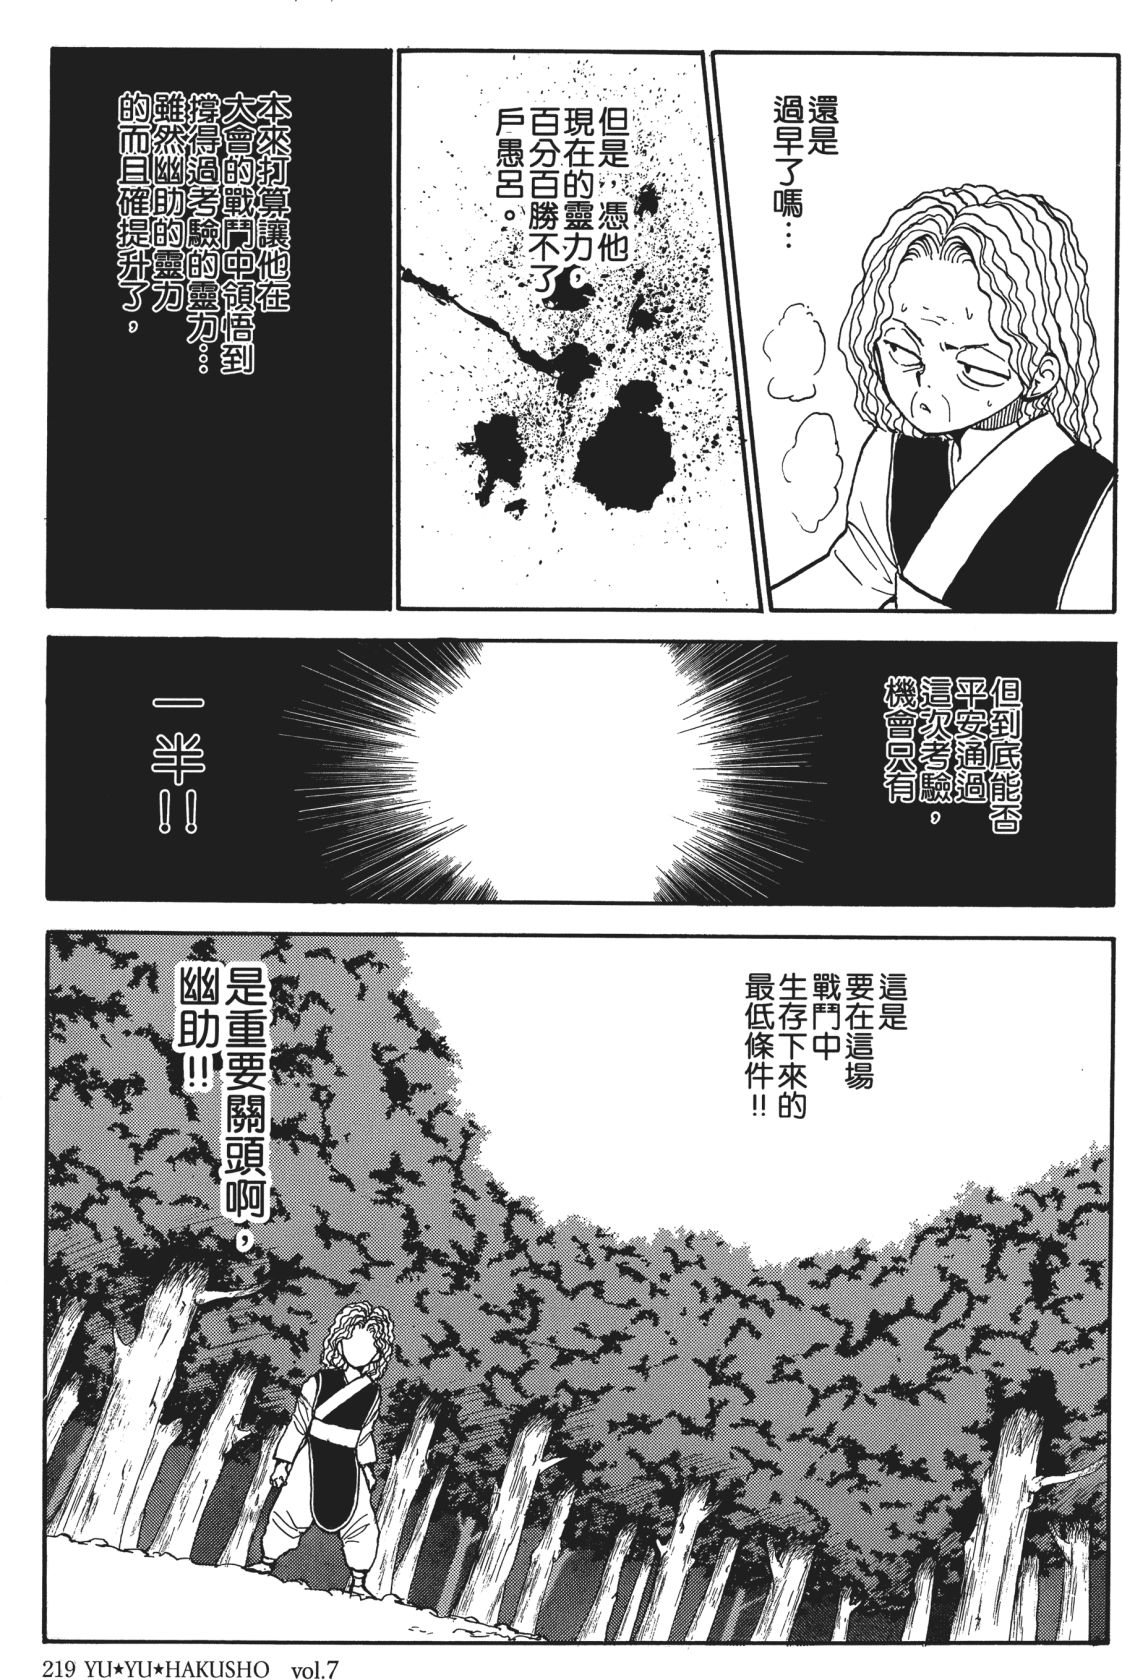 還是
過早了嗎…
但是，憑他
現在的靈力，
百分百勝不了
戶愚呂。
本來打算讓他在
大會的戰鬥中領悟到
撐得過考驗的靈力…
雖然幽助的靈力
的而且確提升了，
但到底能否
平安通過
這次考驗，
機會只有
一半!!
這是
要在這場
戰鬥中
生存下來的
最低條件!!
是重要關頭啊，
幽助!!
219 YU★YU★HAKUSHO vol.7